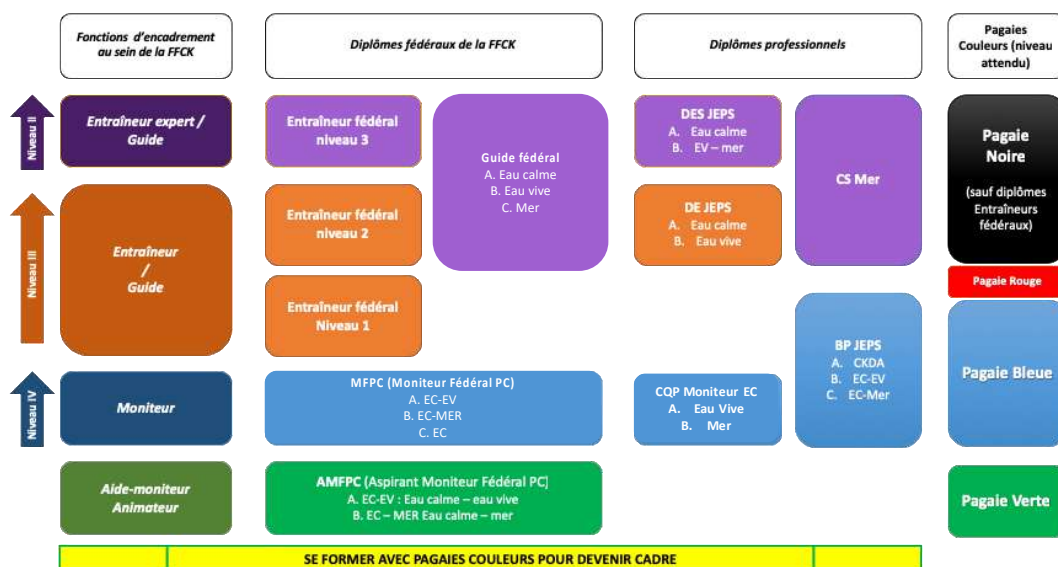 Fonctions d'encadrement
au sein de la FFCK
Diplômes fédéraux de la FFCK
Diplômes professionnels
Pagaies
Couleurs (niveau
attendu)
Niveau II
Entraîneur expert /
Guide
Entraîneur fédéral
niveau 3
Guide fédéral
A. Eau calme
B. Eau vive
C. Mer
DES JEPS
A. Eau calme
B. EV – mer
CS Mer
Pagaie
Noire
(sauf diplômes
Entraîneurs
fédéraux)
Niveau III
Entraîneur
/
Guide
Entraîneur fédéral
niveau 2
DE JEPS
A. Eau calme
B. Eau vive
Pagaie Rouge
Entraîneur fédéral
Niveau 1
BP JEPS
A. CKDA
B. EC-EV
C. EC-Mer
Pagaie Bleue
Niveau IV
Moniteur
MFPC (Moniteur Fédéral PC)
A. EC-EV
B. EC-MER
C. EC
CQP Moniteur EC
A. Eau Vive
B. Mer
Aide-moniteur
Animateur
AMFPC (Aspirant Moniteur Fédéral PC)
A. EC-EV : Eau calme – eau vive
B. EC – MER Eau calme – mer
Pagaie Verte
SE FORMER AVEC PAGAIES COULEURS POUR DEVENIR CADRE